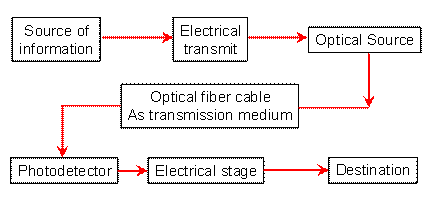 Source of
information
Electrical
transmit
Optical Source
Optical fiber cable
As transmission medium
Photodetector
Electrical stage
Destination